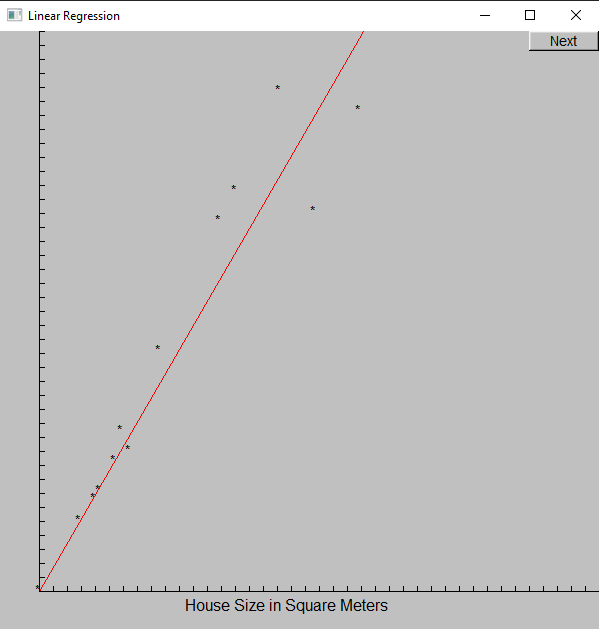 Linear Regression
Next
House Size in Square Meters